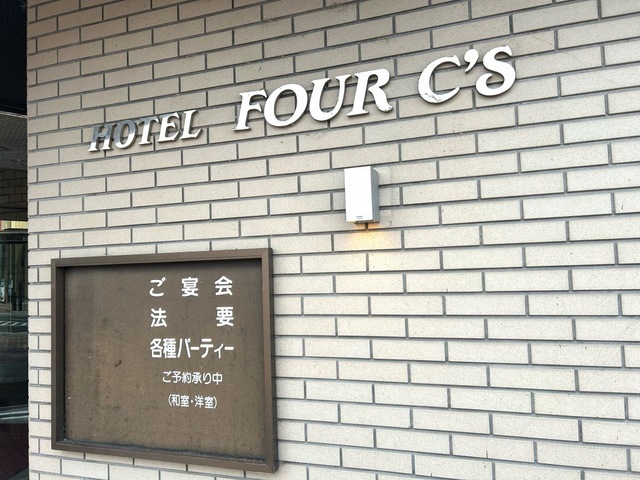 HOTEL FOUR C'S
ご宴会
法要
各種パーティー
ご予約承り中
(和室・洋室)